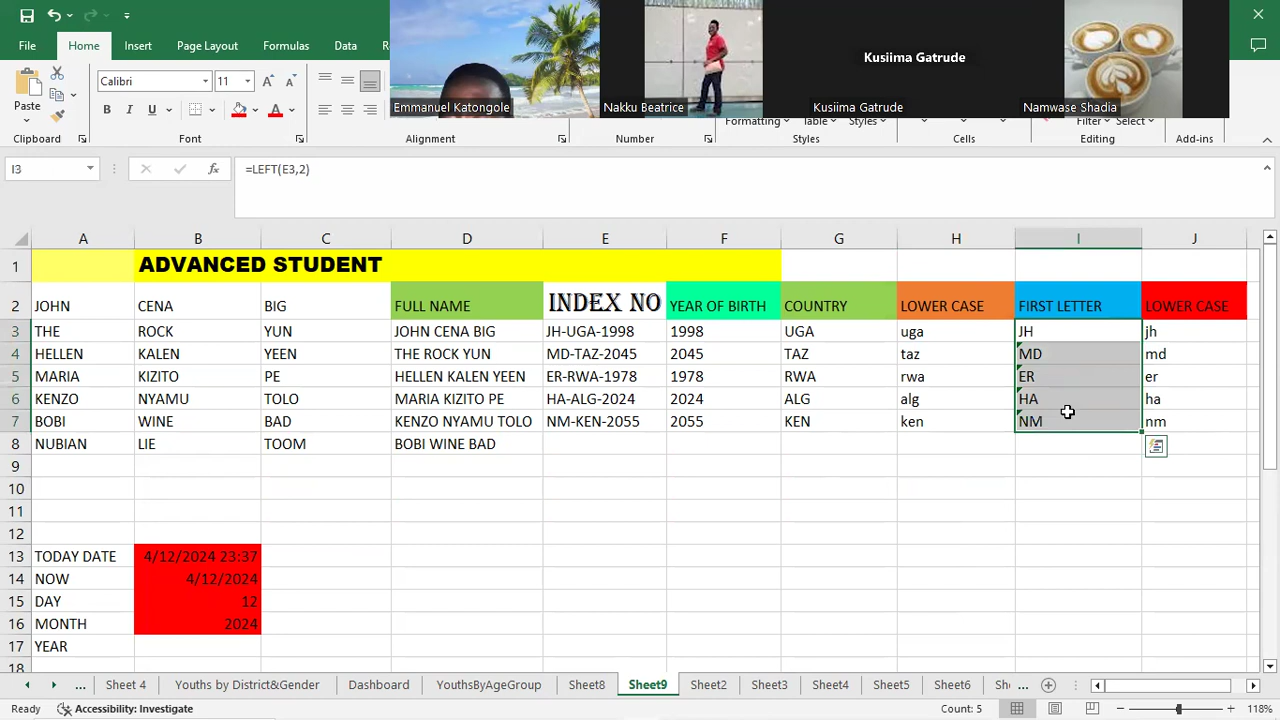 File Home Insert Page Layout Formulas Data
Emmanuel Katongole
Nakku Beatrice
Kusiima Gatrude
Kusiima Gatrude
Namwase Shadia
Paste
Calibri 11
B I U
Formatting Table Styles Filter Select
Clipboard Font Alignment Number Styles Cells Editing Add-ins
I3 fx =LEFT(E3,2)
A B C D E F G H I J
1 ADVANCED STUDENT
2 JOHN CENA BIG FULL NAME INDEX NO YEAR OF BIRTH COUNTRY LOWER CASE FIRST LETTER LOWER CASE
3 THE ROCK YUN JOHN CENA BIG JH-UGA-1998 1998 UGA uga JH jh
4 HELLEN KALEN YEEN THE ROCK YUN MD-TAZ-2045 2045 TAZ taz MD md
5 MARIA KIZITO PE HELLEN KALEN YEEN ER-RWA-1978 1978 RWA rwa ER er
6 KENZO NYAMU TOLO MARIA KIZITO PE HA-ALG-2024 2024 ALG alg HA ha
7 BOBI WINE BAD KENZO NYAMU TOLO NM-KEN-2055 2055 KEN ken NM nm
8 NUBIAN LIE TOOM BOBI WINE BAD
9
10
11
12
13 TODAY DATE 4/12/2024 23:37
14 NOW 4/12/2024
15 DAY 12
16 MONTH 2024
17 YEAR
18
... Sheet 4 Youths by District&Gender Dashboard YouthsByAgeGroup Sheet8 Sheet9 Sheet2 Sheet3 Sheet4 Sheet5 Sheet6 Sh ...
Ready Accessibility: Investigate Count: 5 118%